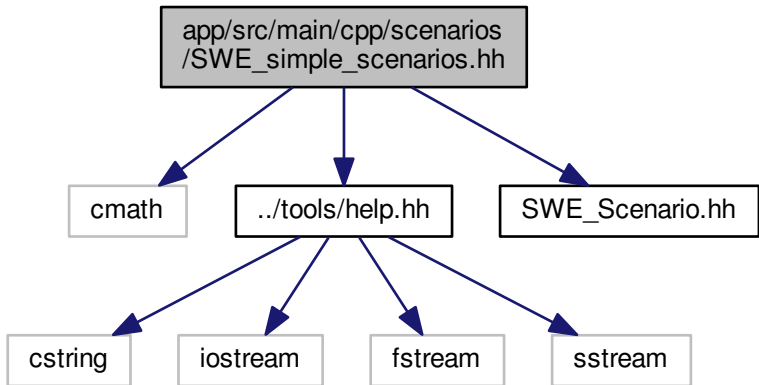 app/src/main/cpp/scenarios
/SWE_simple_scenarios.hh
cmath
../tools/help.hh
SWE_Scenario.hh
cstring
iostream
fstream
sstream